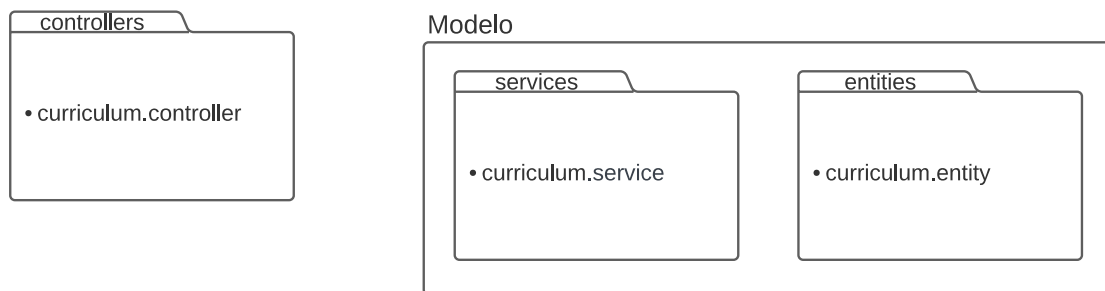 controllers
• curriculum.controller
Modelo
services
• curriculum.service
entities
• curriculum.entity